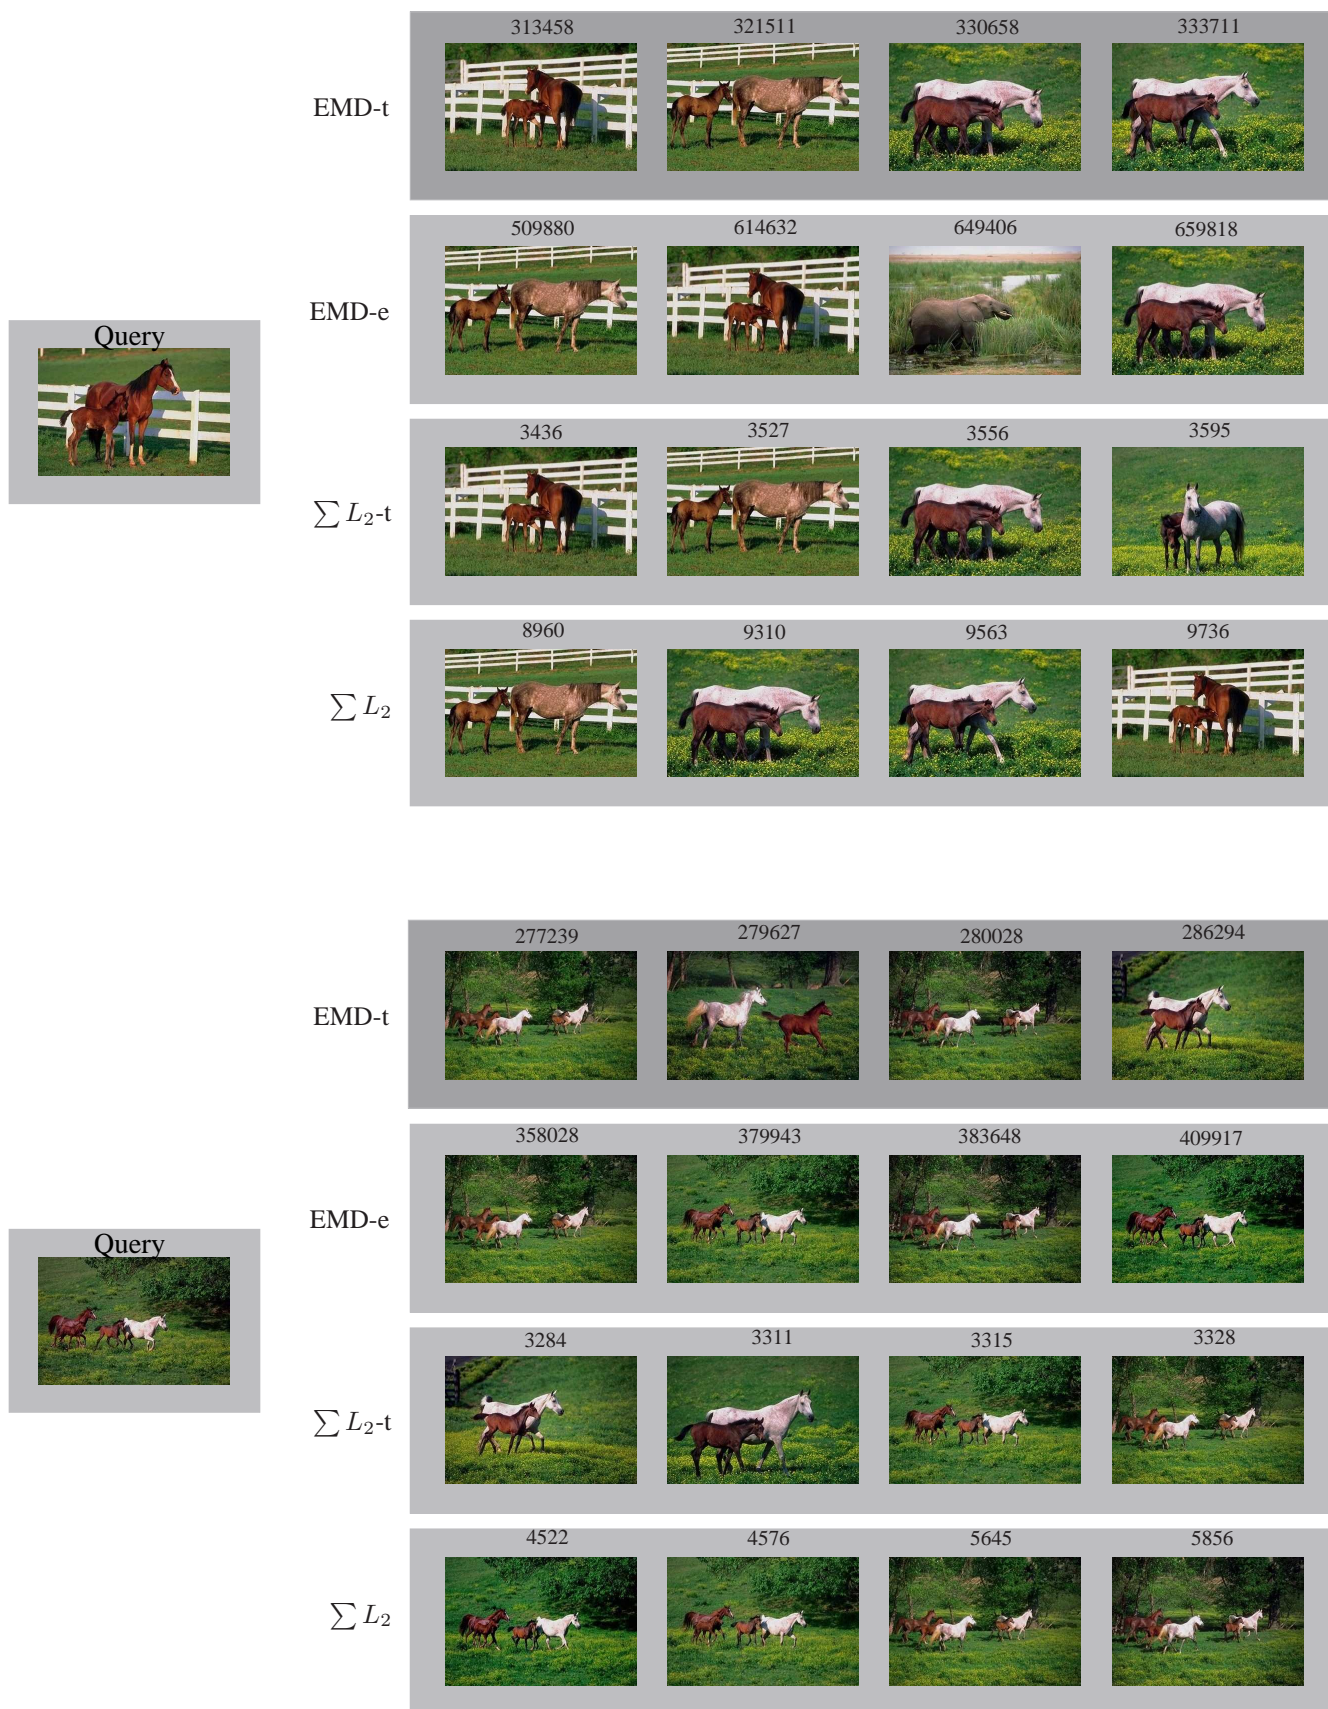 313458 321511 330658 333711
EMD-t
509880 614632 649406 659818
EMD-e
Query
3436 3527 3556 3595
∑ L₂-t
8960 9310 9563 9736
∑ L₂
277239 279627 280028 286294
EMD-t
358028 379943 383648 409917
EMD-e
Query
3284 3311 3315 3328
∑ L₂-t
4522 4576 5645 5856
∑ L₂